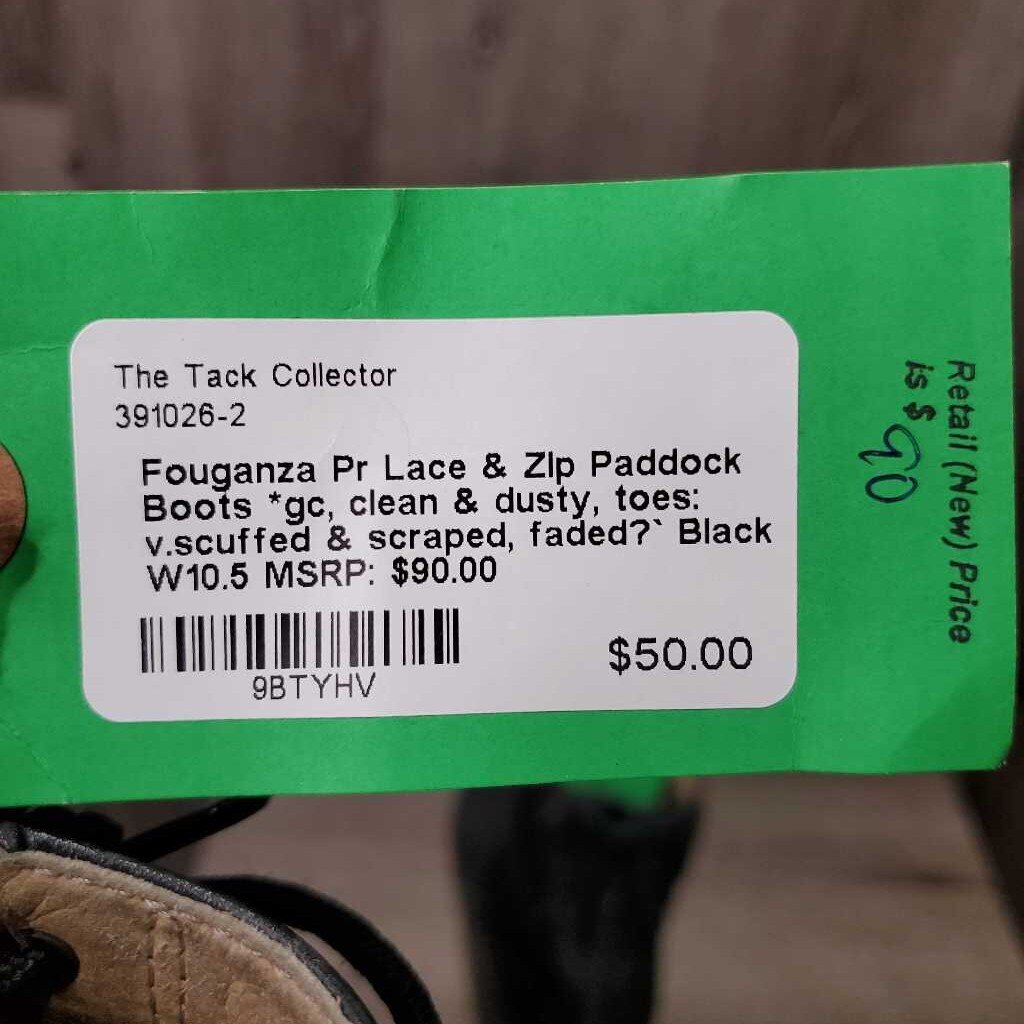 The Tack Collector
391026-2
Fouganza Pr Lace & ZIp Paddock
Boots *gc, clean & dusty, toes:
v.scuffed & scraped, faded?` Black
W10.5 MSRP: $90.00
9BTYHV
$50.00
Retail (New) Price
is $ 90